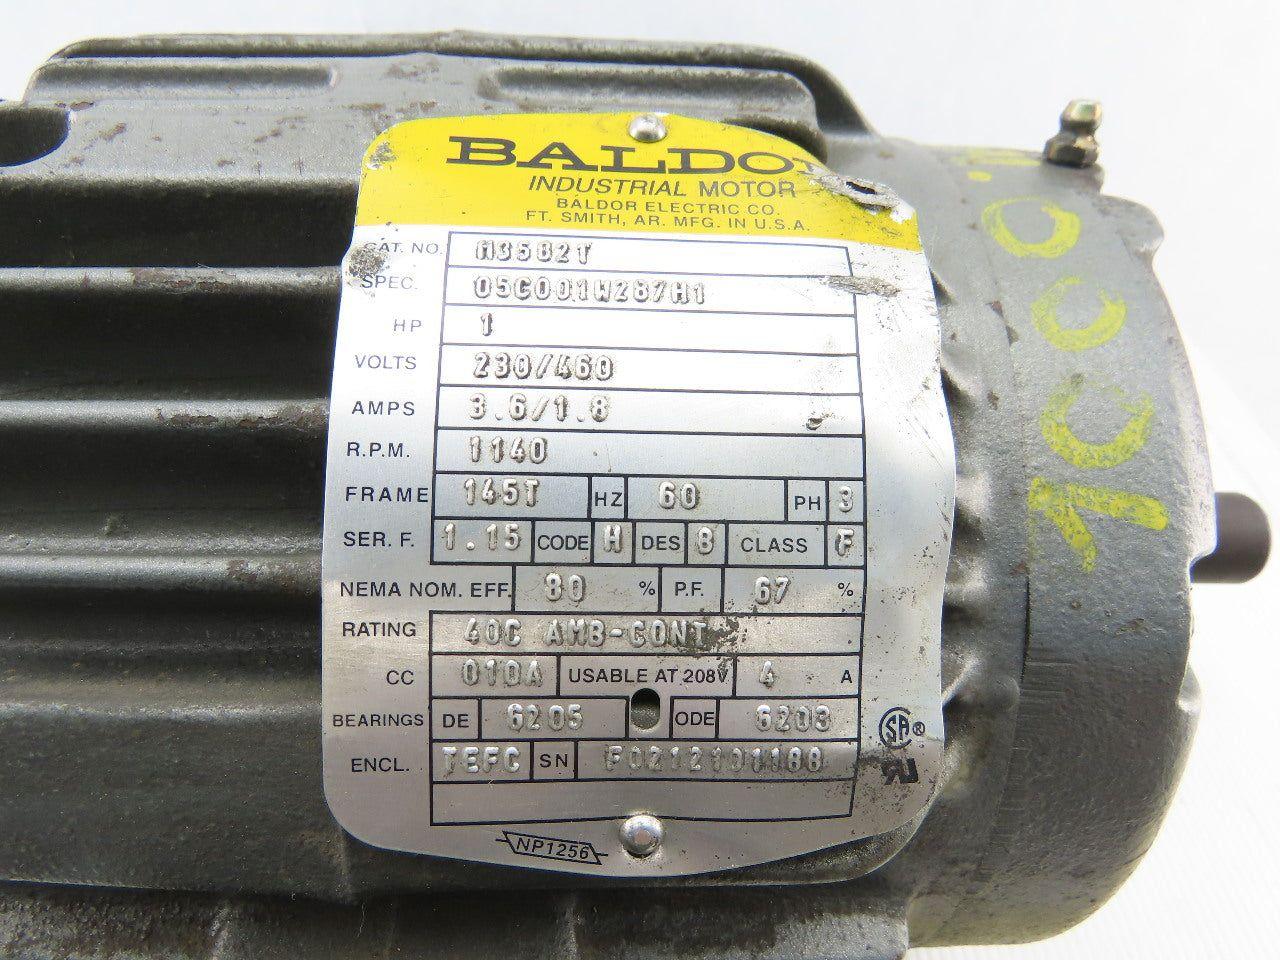 BALDOR
INDUSTRIAL MOTOR
BALDOR ELECTRIC CO.
FT. SMITH, AR. MFG. IN U.S.A.
CAT. NO. M3582T
SPEC. 05C001W287H1
HP 1
VOLTS 230/460
AMPS 3.6/1.8
R.P.M. 1140
FRAME 145T HZ 60 PH 3
SER. F. 1.15 CODE H DES B CLASS F
NEMA NOM. EFF. 80 % P.F. 67 %
RATING 40C AMB-CONT
CC 010A USABLE AT 208V 4 A
BEARINGS DE 6205 ODE 6203
ENCL. TEFC SN F0212101188
NP1256
SA ®